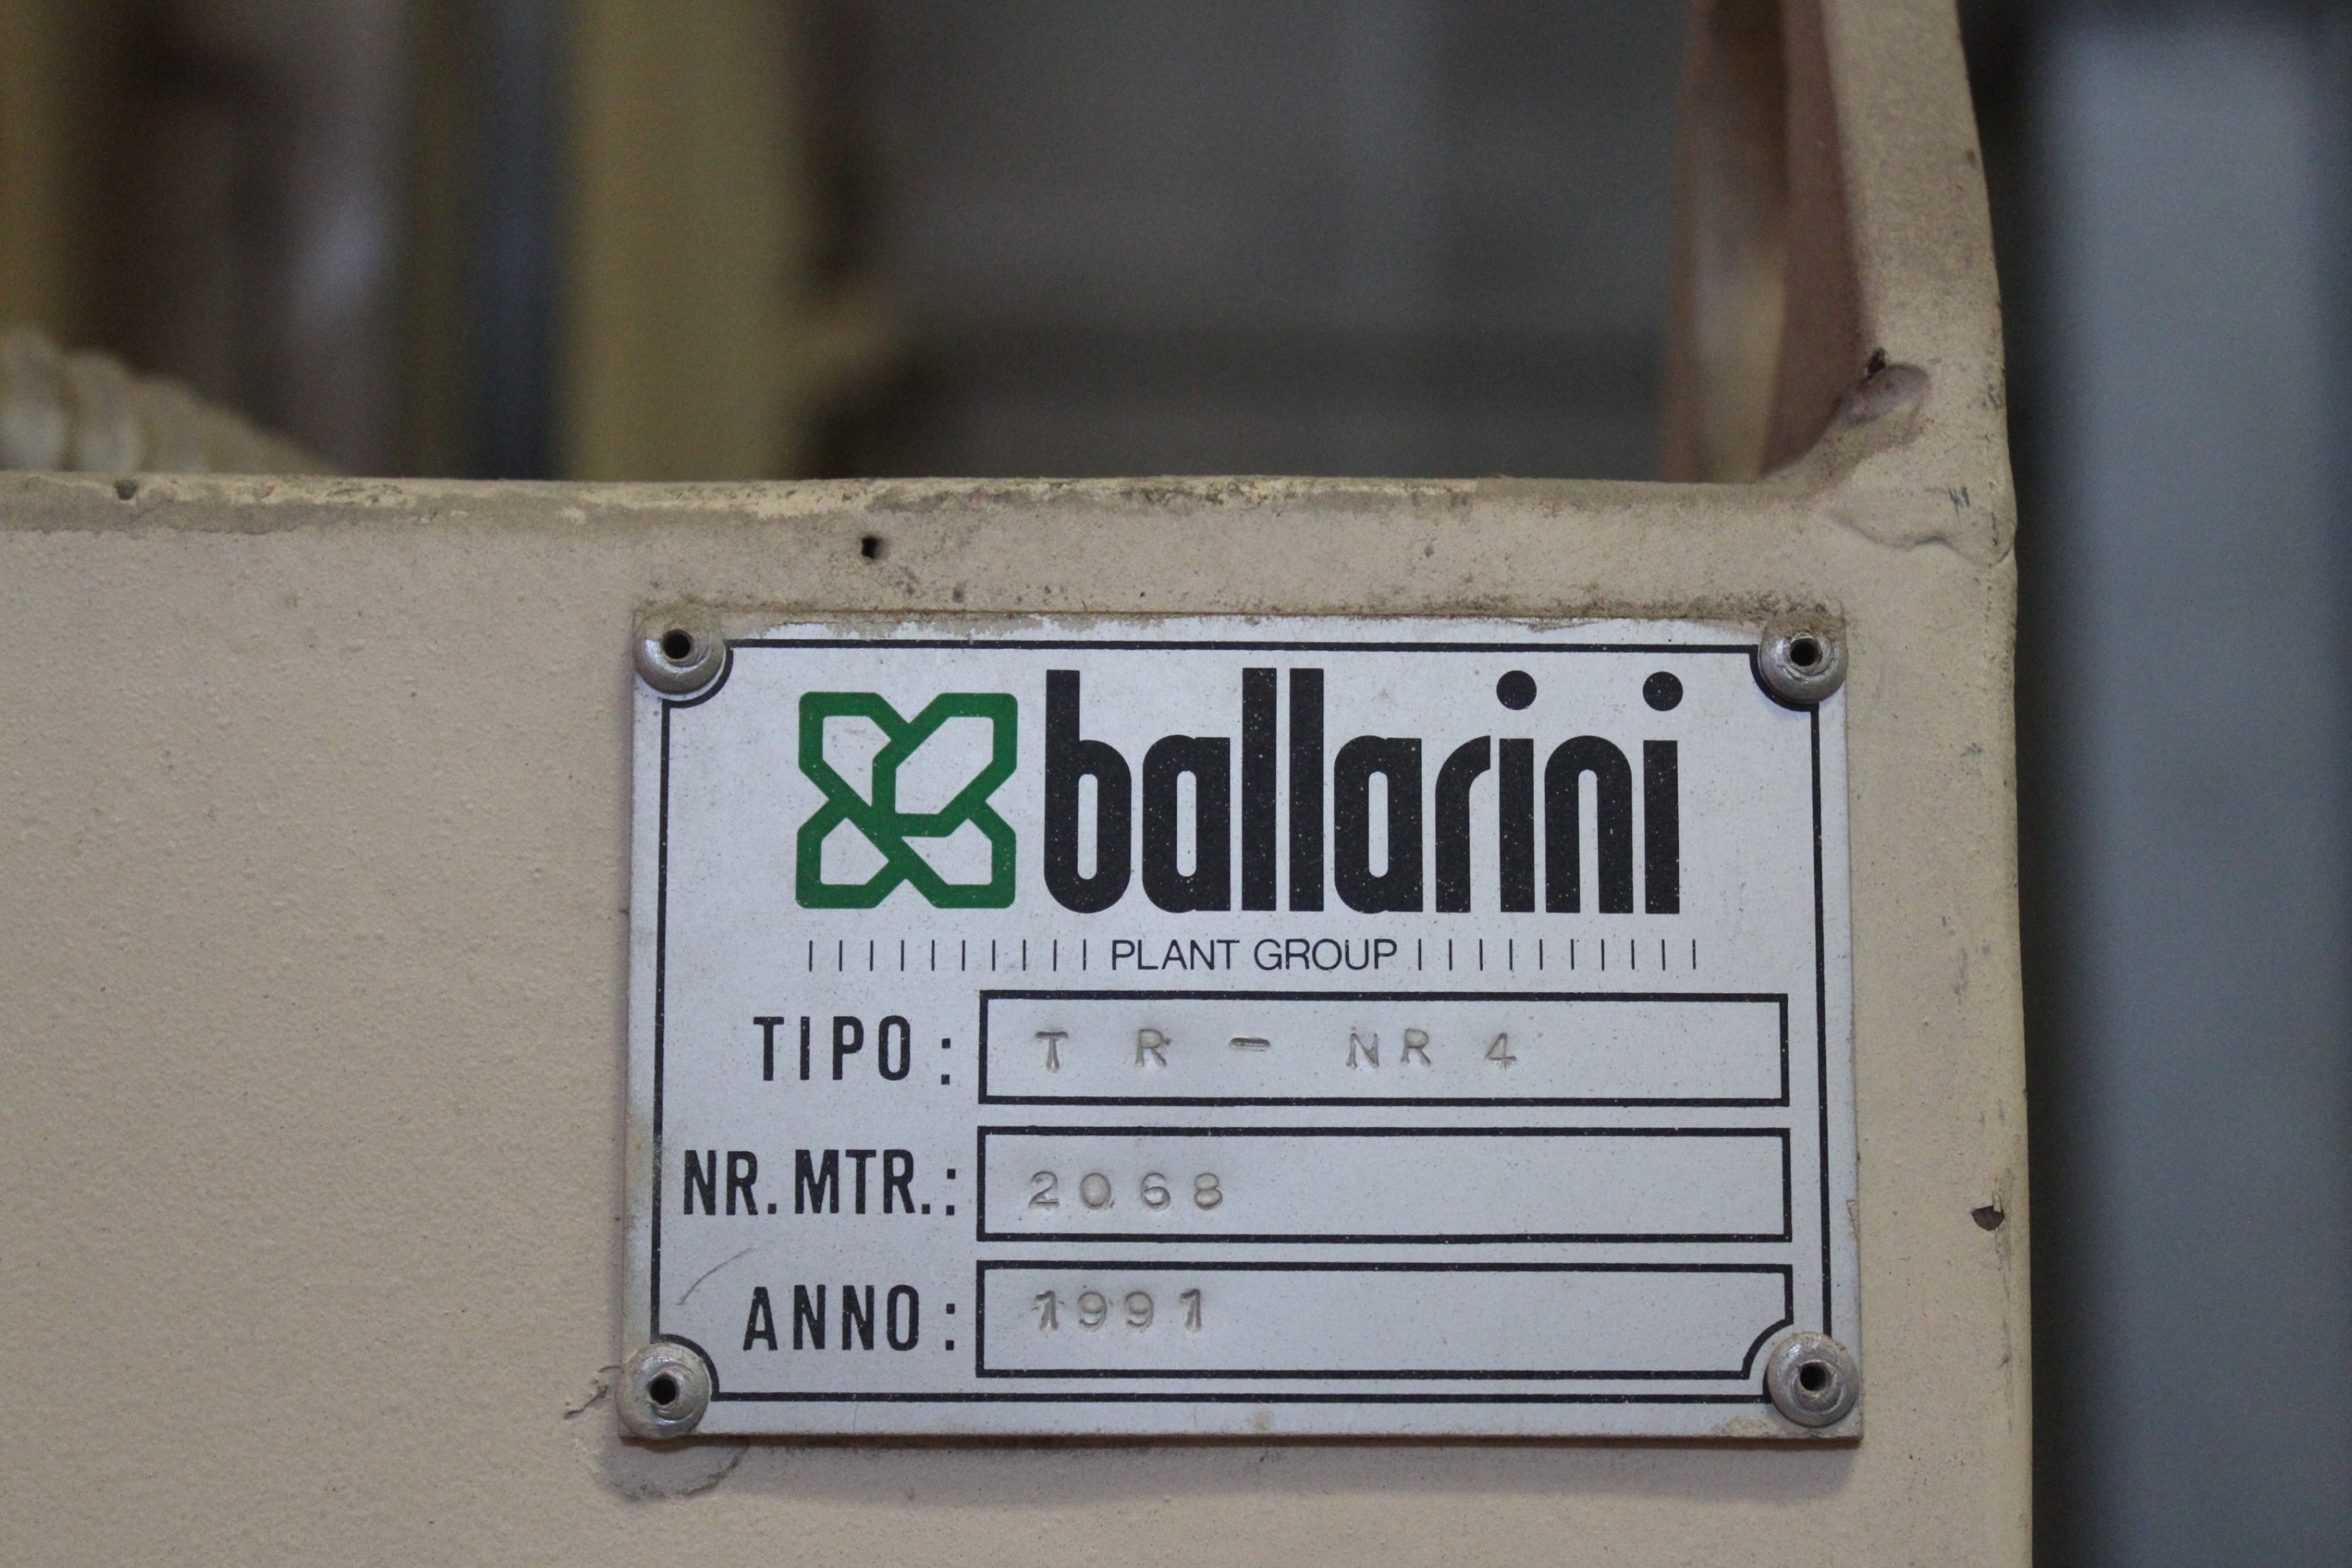 ballarini
PLANT GROUP
TIPO: T R - NR 4
NR. MTR.: 2068
ANNO: 1991